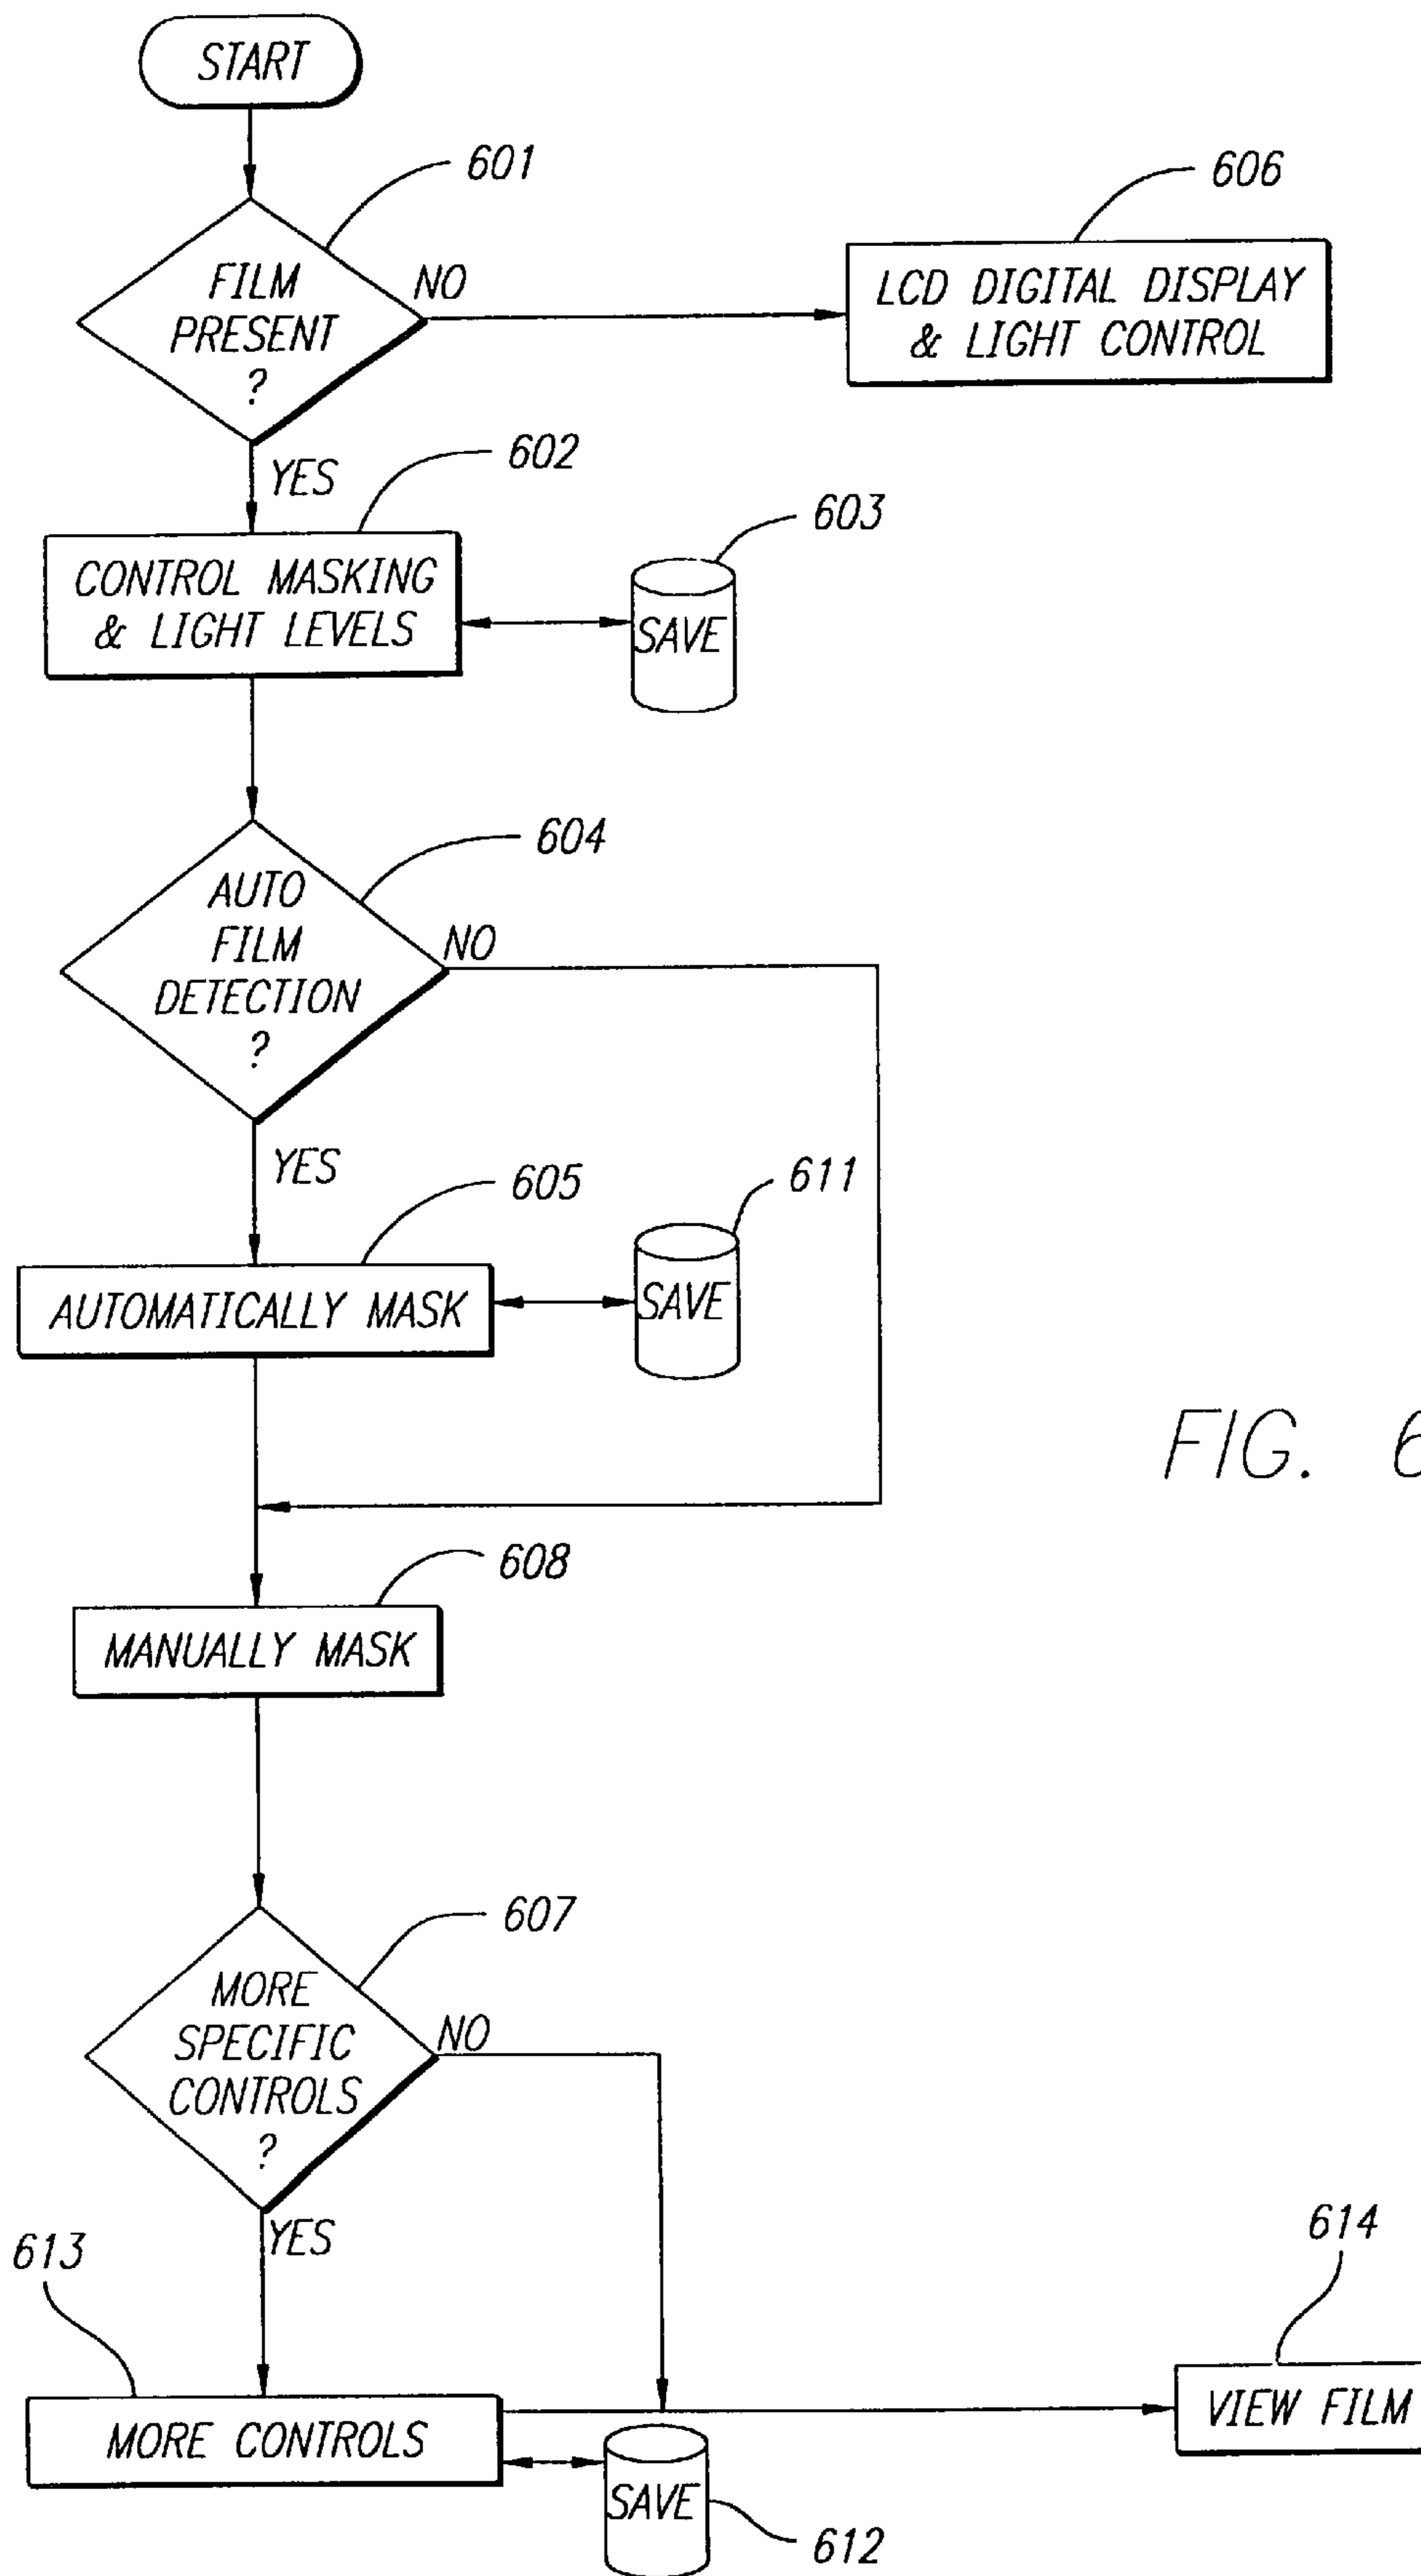 START
601
606
FILM
PRESENT
?
NO
LCD DIGITAL DISPLAY
& LIGHT CONTROL
YES
602
603
CONTROL MASKING
& LIGHT LEVELS
SAVE
604
AUTO
FILM
DETECTION
?
NO
YES
605
611
AUTOMATICALLY MASK
SAVE
FIG. 6
608
MANUALLY MASK
607
MORE
SPECIFIC
CONTROLS
?
NO
YES
613
614
MORE CONTROLS
VIEW FILM
SAVE
612